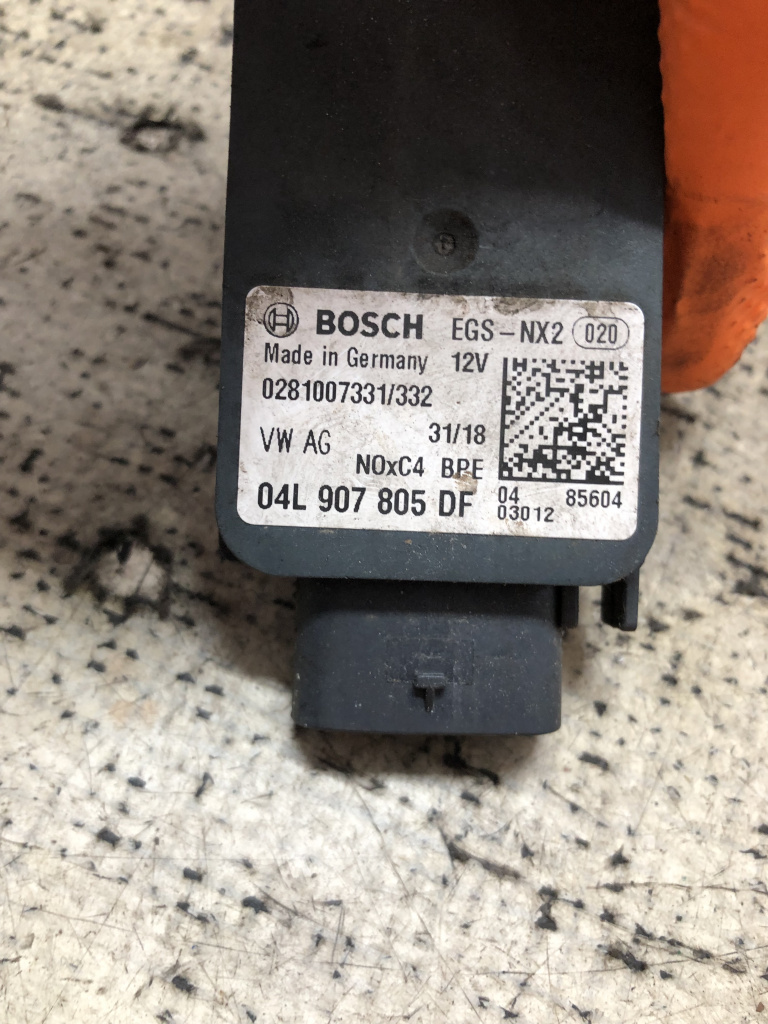 BOSCH EGS-NX2 020
Made in Germany 12V
0281007331/332
VW AG 31/18
NOxC4 BPE
04L 907 805 DF
04 85604
03012